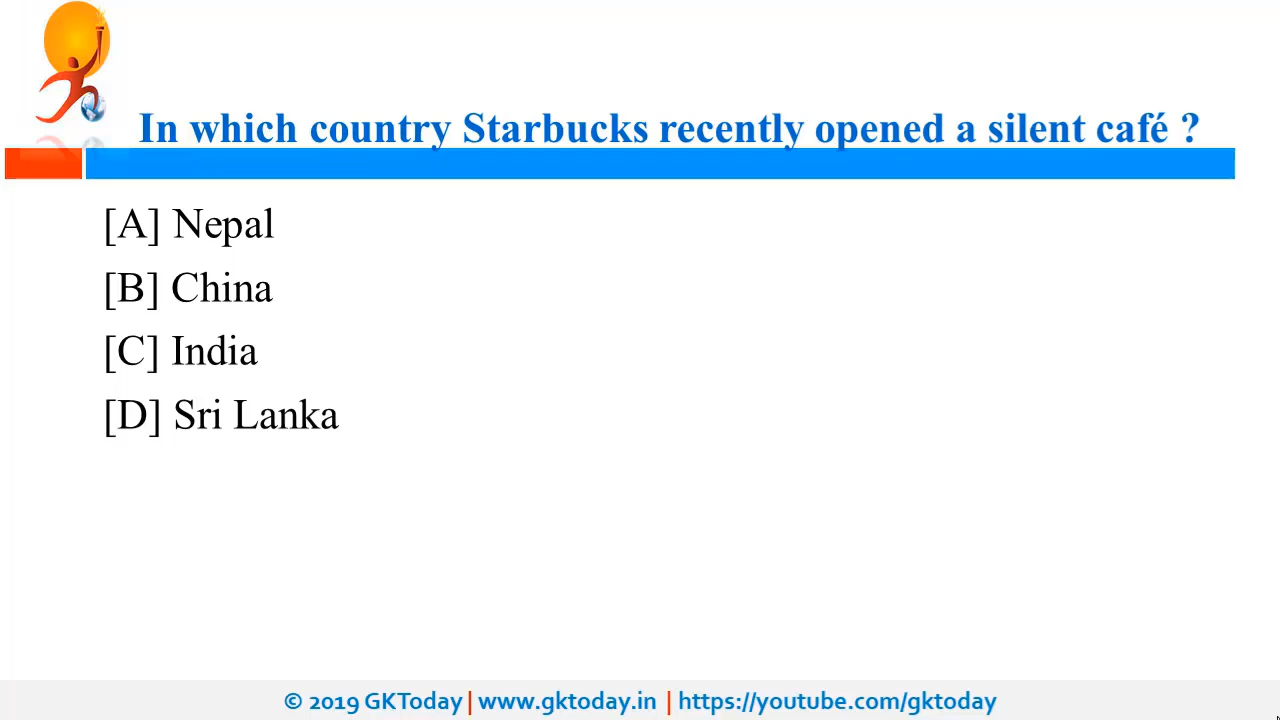 In which country Starbucks recently opened a silent café ?
[A] Nepal
[B] China
[C] India
[D] Sri Lanka
© 2019 GKToday | www.gktoday.in | https://youtube.com/gktoday